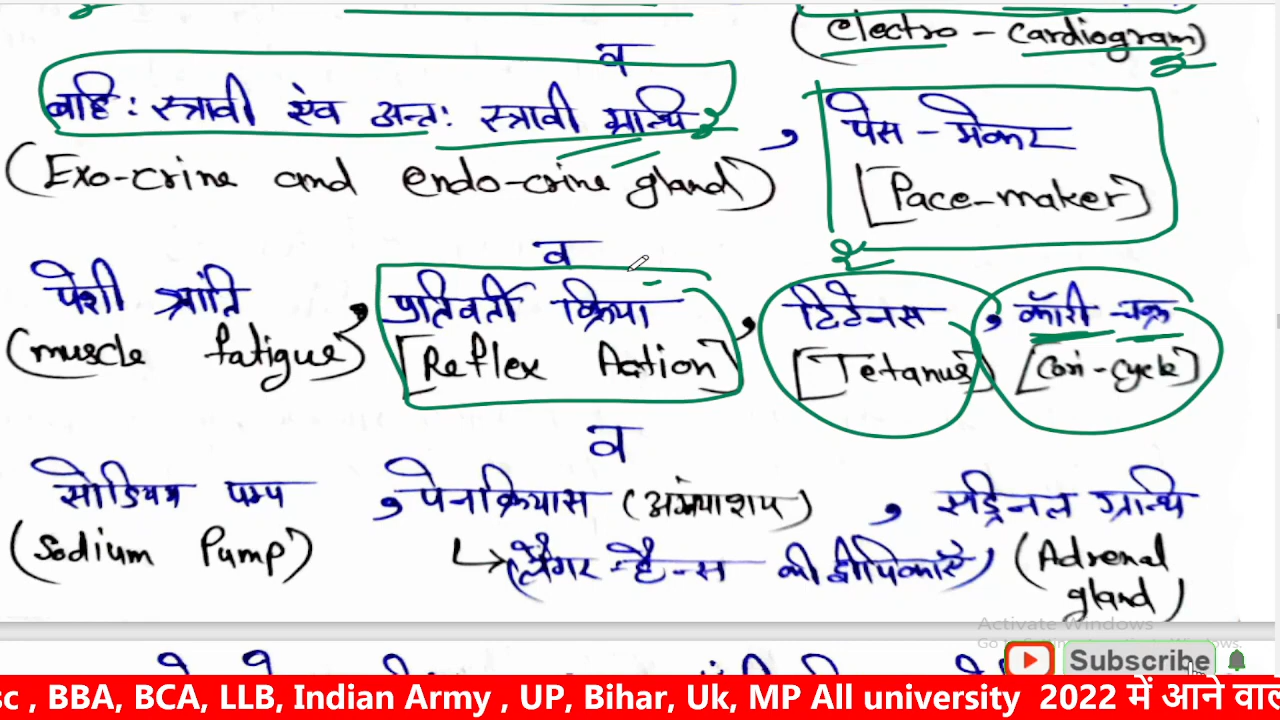 (Electro - cardiogram)
व
बाहि: स्त्रावी एंव अन्त: स्त्रावी ग्रन्थि , पेस - मेकर
(Exo-crine and endo-crine gland) [Pace-maker]
व
पेशी श्रांति , प्रतिवर्ती क्रिया , टिटेनस , कॉरी चक्र
(muscle fatigue) [Reflex Action] [Tetanus] [Cori-cycle]
व
सोडियम पम्प , पेनक्रियास (अग्नाशय) , एड्रिनल ग्रन्थि
(Sodium Pump) (लैंगर-हैन्स की द्वीपिकाएं) (Adrenal
gland)
Activate Windows
Subscribe
sc , BBA, BCA, LLB, Indian Army , UP, Bihar, Uk, MP All university 2022 में आने वाल